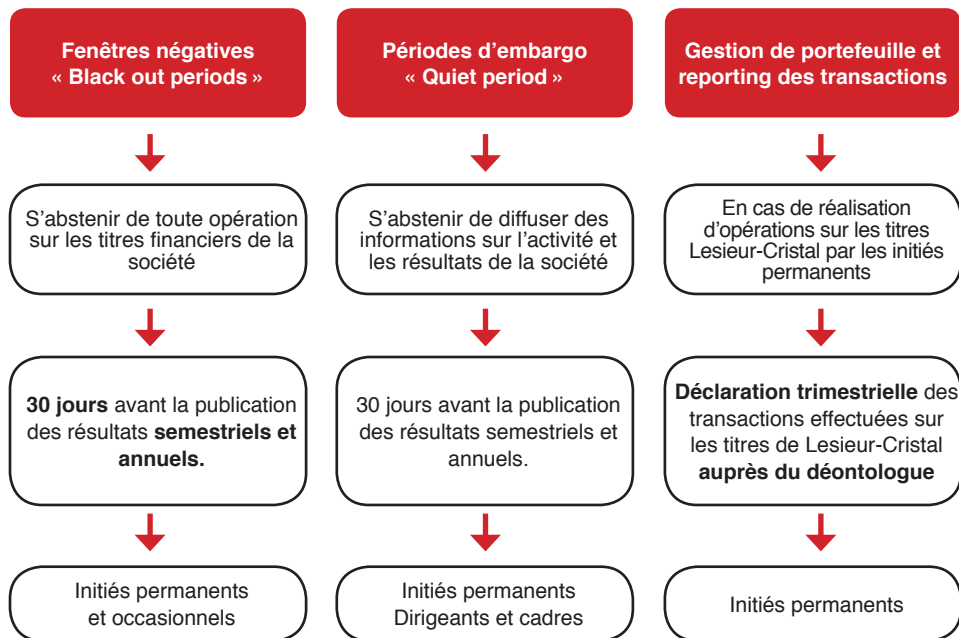 Fenêtres négatives
« Black out periods »
S’abstenir de toute opération
sur les titres financiers de la
société
30 jours avant la publication
des résultats semestriels et
annuels.
Initiés permanents
et occasionnels
Périodes d’embargo
« Quiet period »
S’abstenir de diffuser des
informations sur l’activité et
les résultats de la société
30 jours avant la publication
des résultats semestriels et
annuels.
Initiés permanents
Dirigeants et cadres
Gestion de portefeuille et
reporting des transactions
En cas de réalisation
d’opérations sur les titres
Lesieur-Cristal par les initiés
permanents
Déclaration trimestrielle des
transactions effectuées sur
les titres de Lesieur-Cristal
auprès du déontologue
Initiés permanents